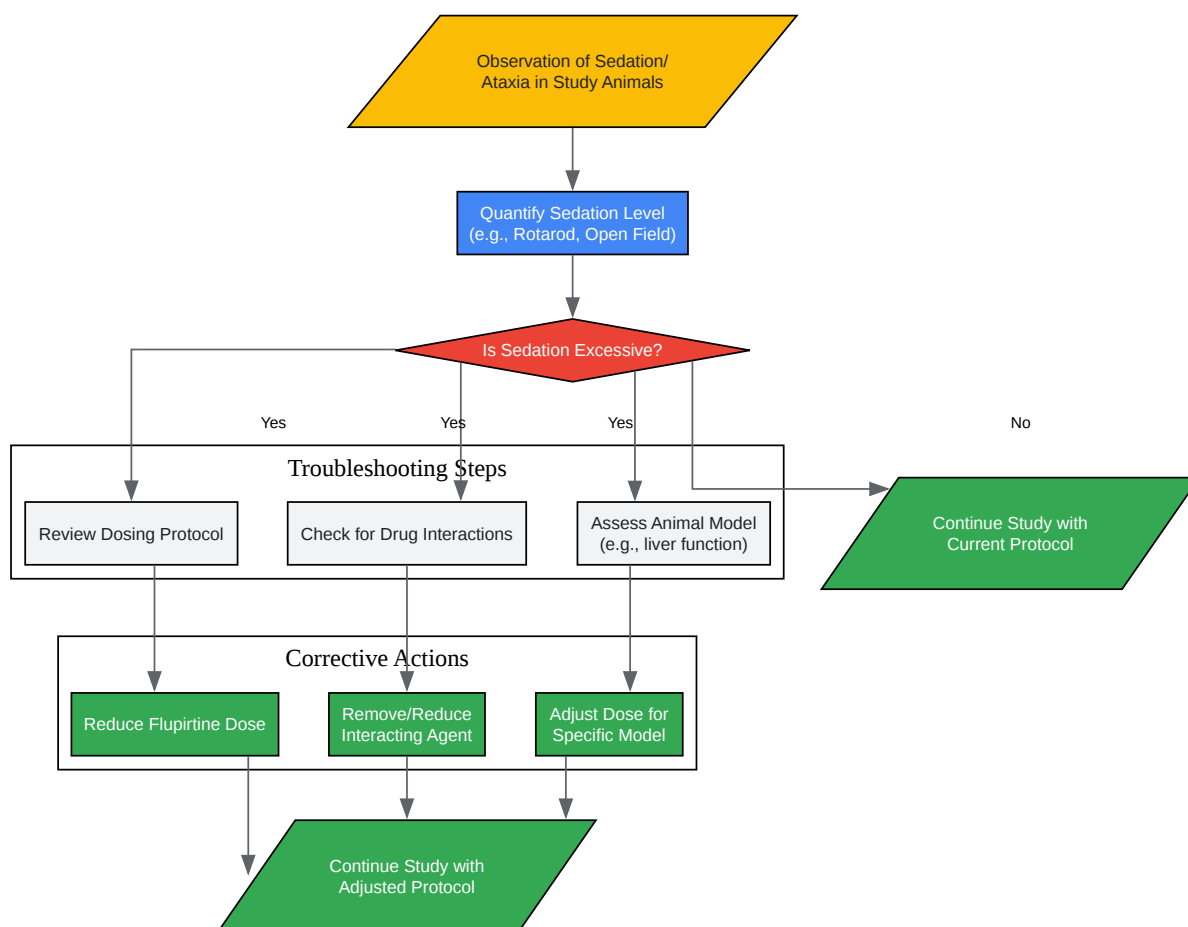 Observation of Sedation/
Ataxia in Study Animals
Quantify Sedation Level
(e.g., Rotarod, Open Field)
Is Sedation Excessive?
Yes
Yes
Yes
No
Troubleshooting Steps
Review Dosing Protocol
Check for Drug Interactions
Assess Animal Model
(e.g., liver function)
Continue Study with
Current Protocol
Corrective Actions
Reduce Flupirtine Dose
Remove/Reduce
Interacting Agent
Adjust Dose for
Specific Model
Continue Study with
Adjusted Protocol